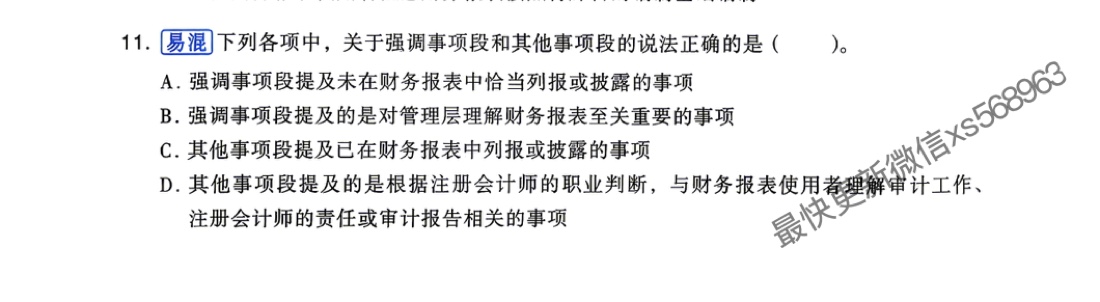 11. 易混 下列各项中，关于强调事项段和其他事项段的说法正确的是（　　）。
A. 强调事项段提及未在财务报表中恰当列报或披露的事项
B. 强调事项段提及的是对管理层理解财务报表至关重要的事项
C. 其他事项段提及已在财务报表中列报或披露的事项
D. 其他事项段提及的是根据注册会计师的职业判断，与财务报表使用者理解审计工作、
注册会计师的责任或审计报告相关的事项
最快更新微信xs568963